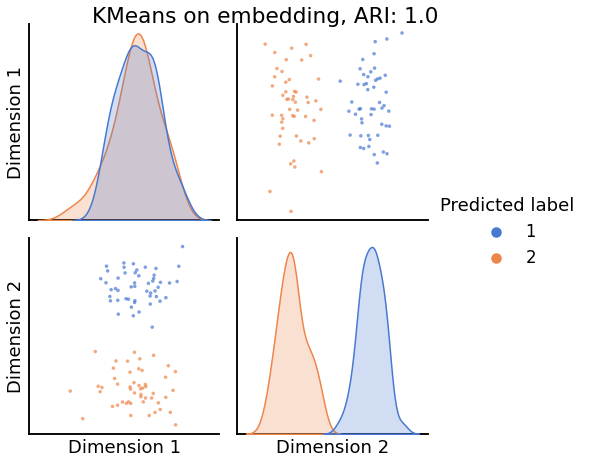 KMeans on embedding, ARI: 1.0
Dimension 1
Predicted label
1
2
Dimension 2
Dimension 1
Dimension 2